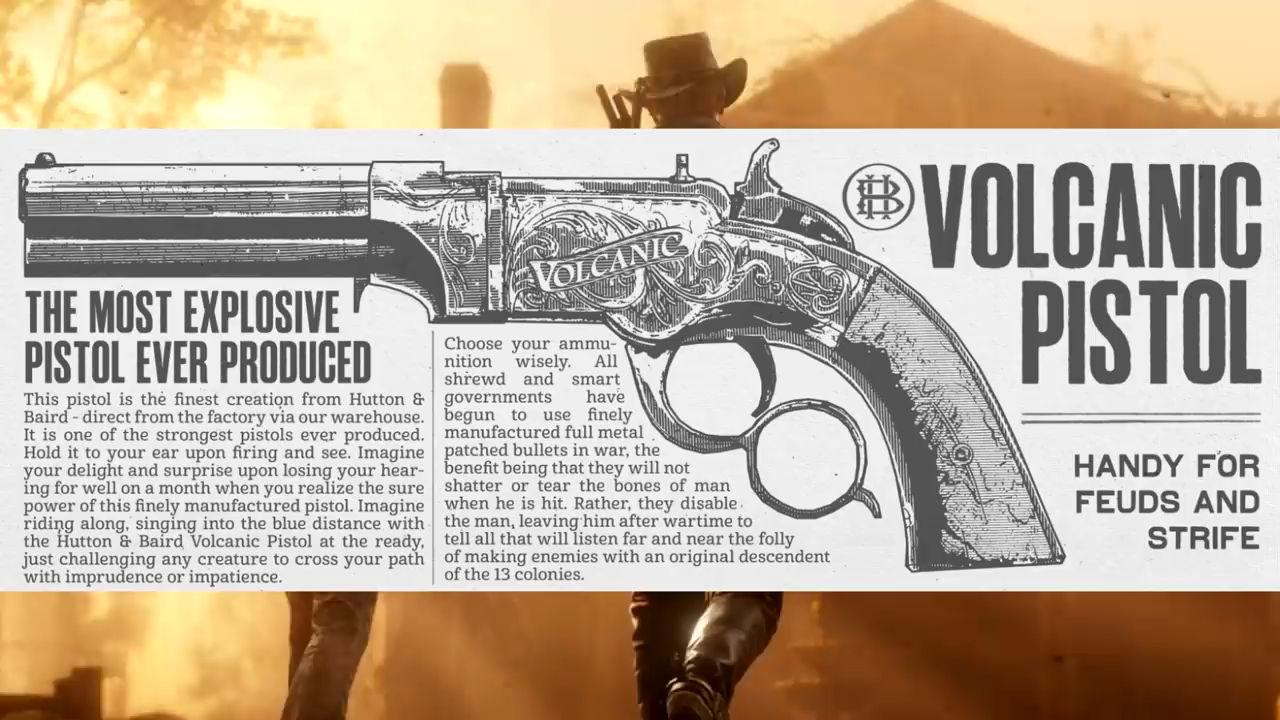 VOLCANIC
HB
VOLCANIC
PISTOL
THE MOST EXPLOSIVE
PISTOL EVER PRODUCED
This pistol is the finest creation from Hutton &
Baird - direct from the factory via our warehouse.
It is one of the strongest pistols ever produced.
Hold it to your ear upon firing and see. Imagine
your delight and surprise upon losing your hear-
ing for well on a month when you realize the sure
power of this finely manufactured pistol. Imagine
riding along, singing into the blue distance with
the Hutton & Baird Volcanic Pistol at the ready,
just challenging any creature to cross your path
with imprudence or impatience.
Choose your ammu-
nition wisely. All
shrewd and smart
governments have
begun to use finely
manufactured full metal
patched bullets in war, the
benefit being that they will not
shatter or tear the bones of man
when he is hit. Rather, they disable
the man, leaving him after wartime to
tell all that will listen far and near the folly
of making enemies with an original descendent
of the 13 colonies.
HANDY FOR
FEUDS AND
STRIFE